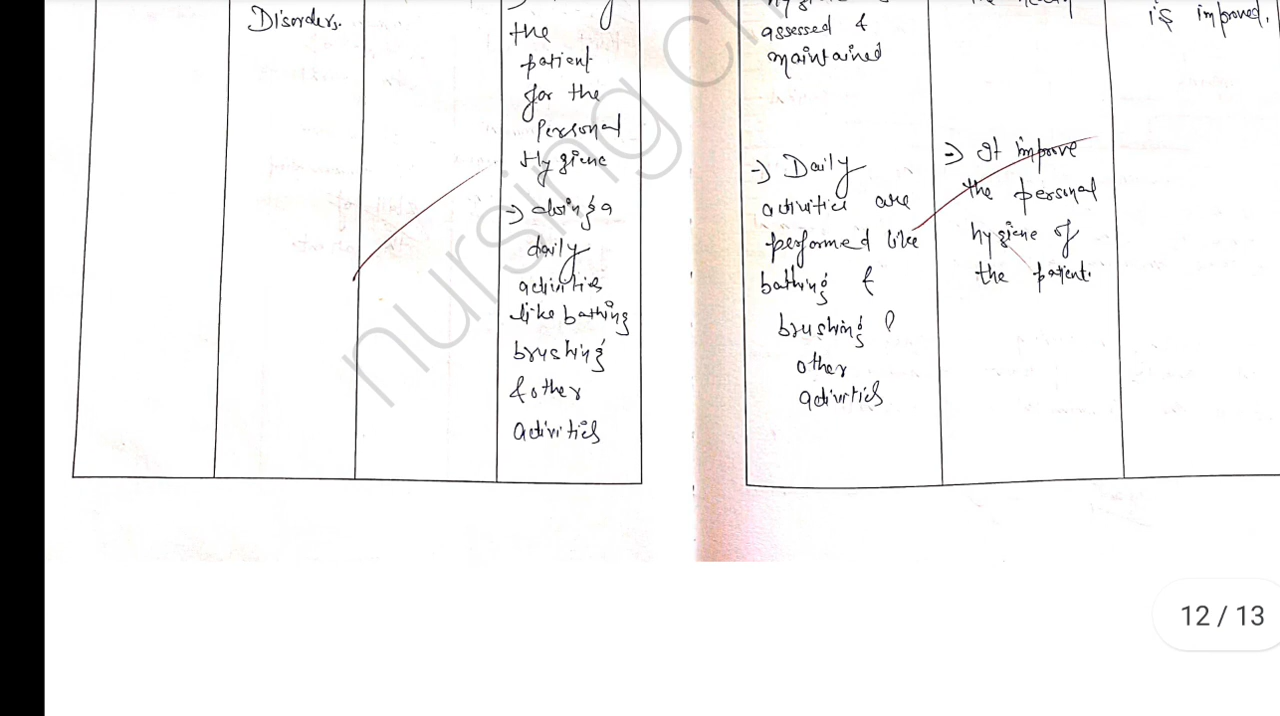 Disorders.
the
patient
for the
Personal
Hygiene
=) doing a
daily
activities
like bathing
brushing
& other
activities
assessed &
maintained
=) Daily
activities are
performed like
bathing &
brushing &
other
activities
=) It improve
the personal
hygiene of
the patient.
is improved.
nursing
12 / 13